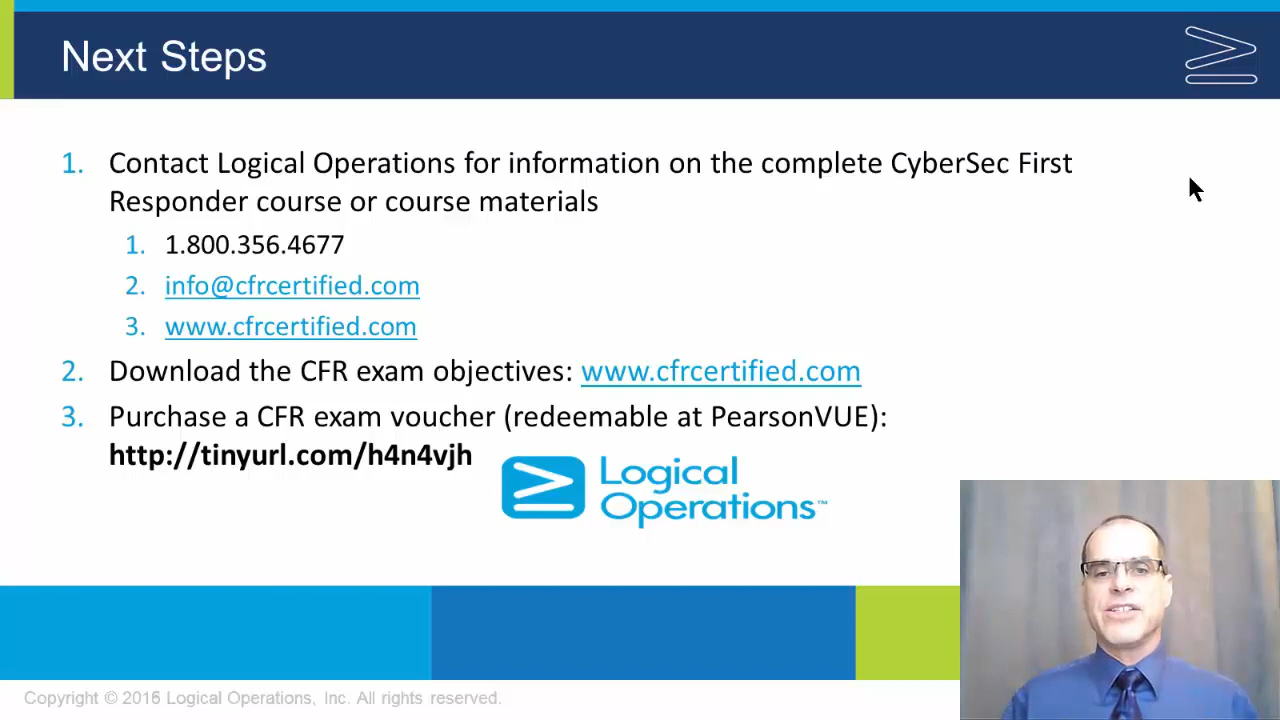 Next Steps
1. Contact Logical Operations for information on the complete CyberSec First
Responder course or course materials
1. 1.800.356.4677
2. info@cfrcertified.com
3. www.cfrcertified.com
2. Download the CFR exam objectives: www.cfrcertified.com
3. Purchase a CFR exam voucher (redeemable at PearsonVUE):
http://tinyurl.com/h4n4vjh
Logical
Operations™
Copyright © 2016 Logical Operations, Inc. All rights reserved.